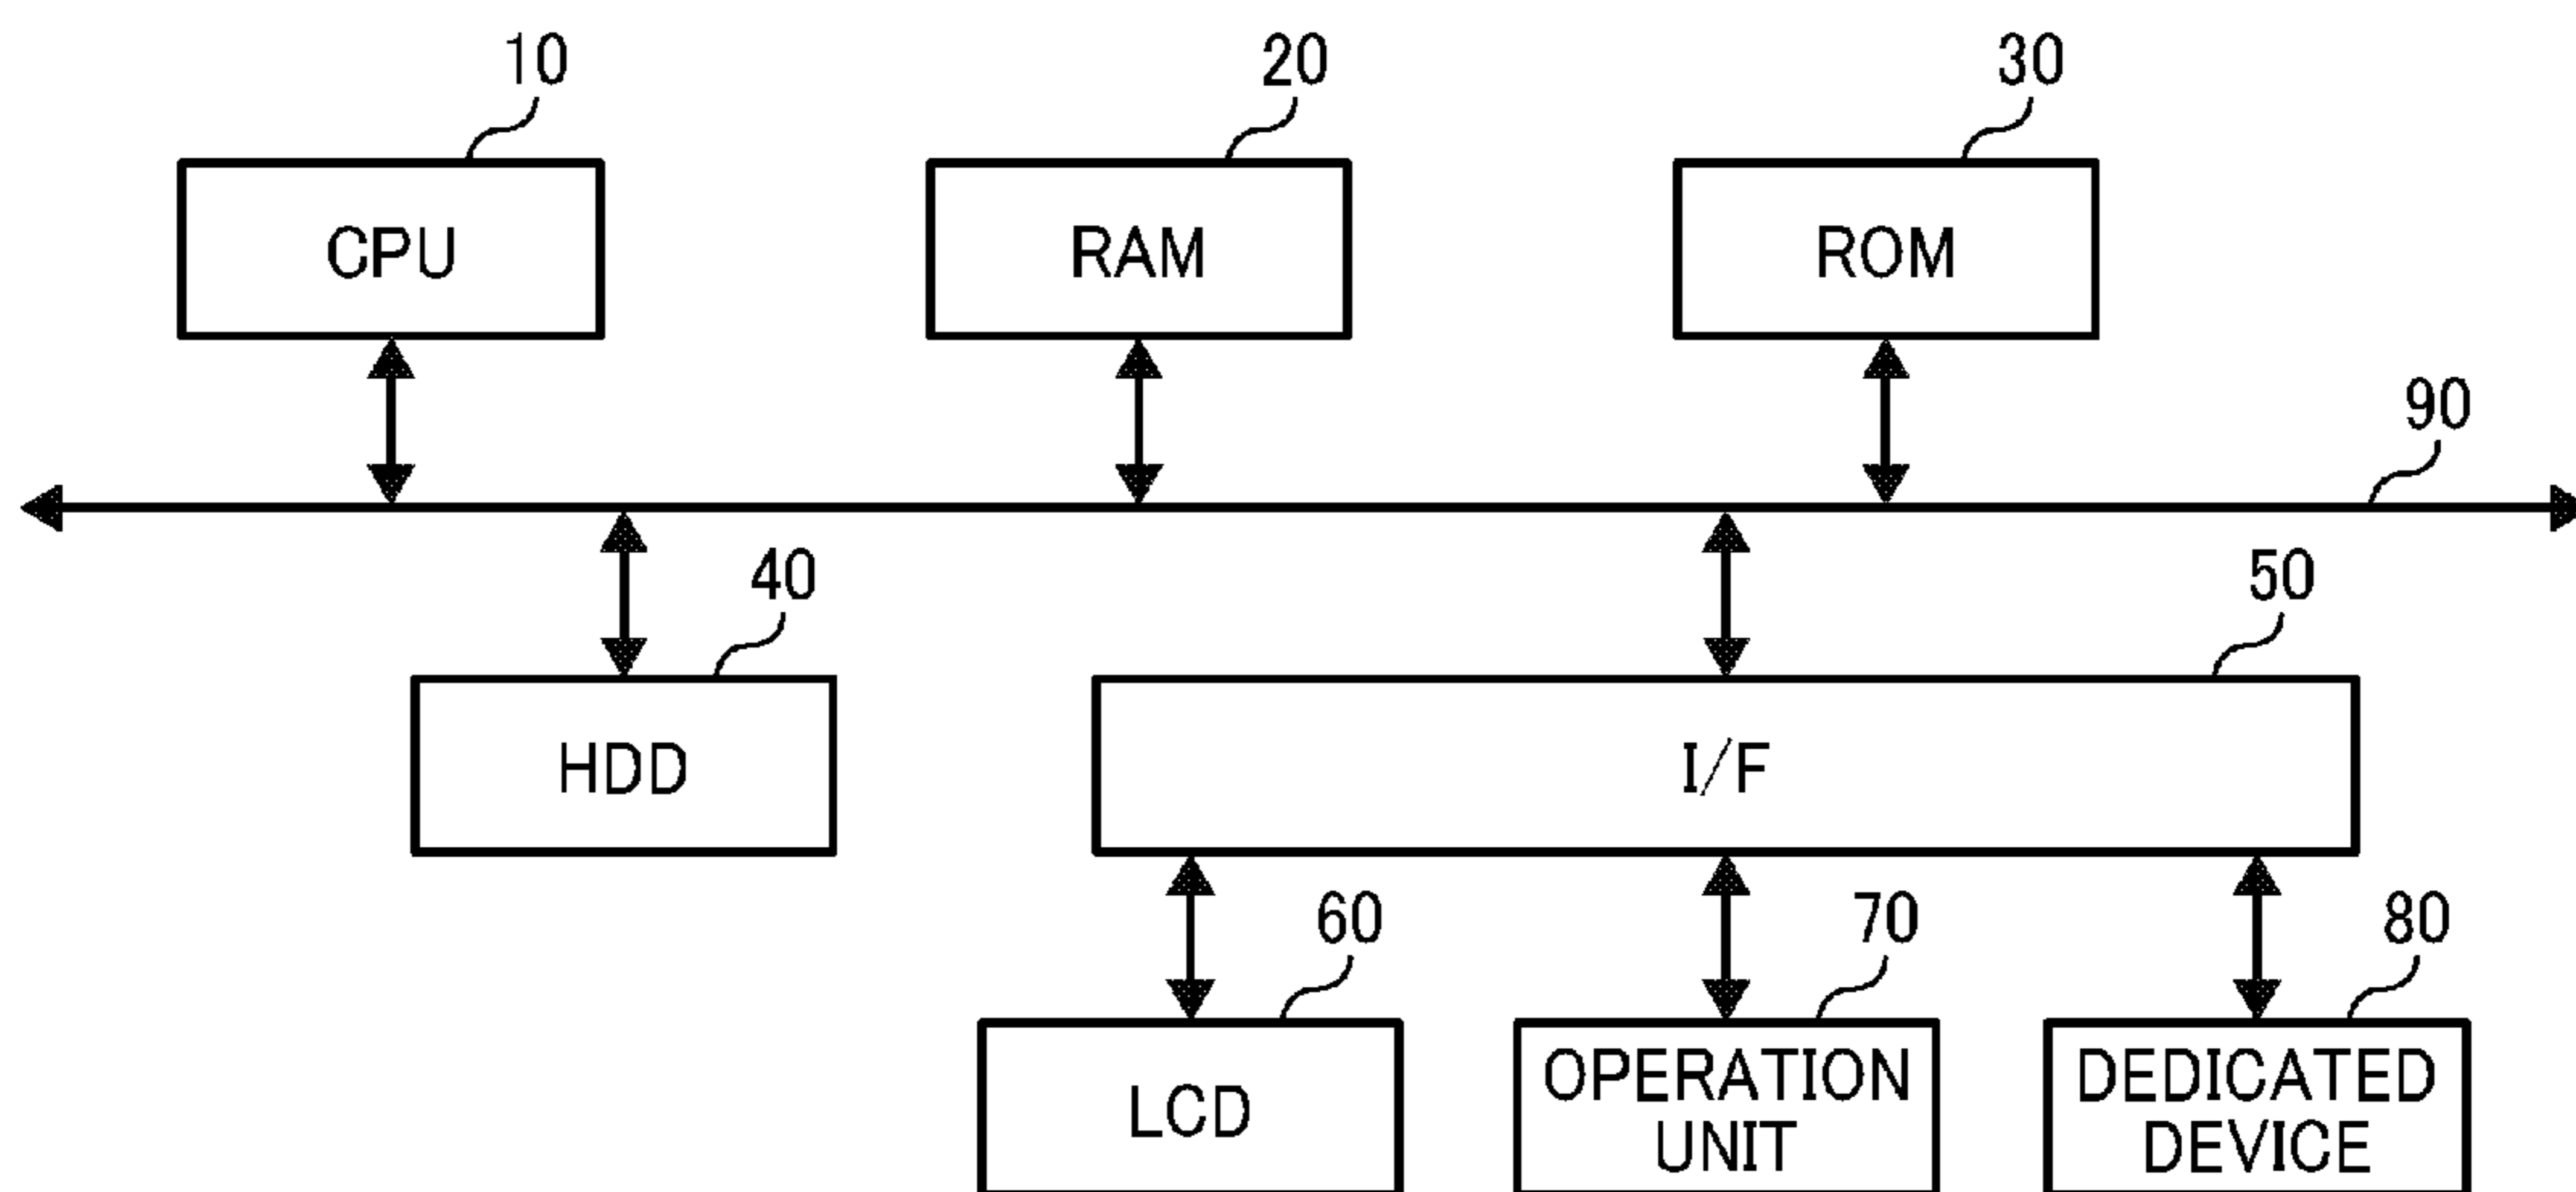 10
20
30
CPU
RAM
ROM
90
40
50
HDD
I/F
60
70
80
LCD
OPERATION
UNIT
DEDICATED
DEVICE